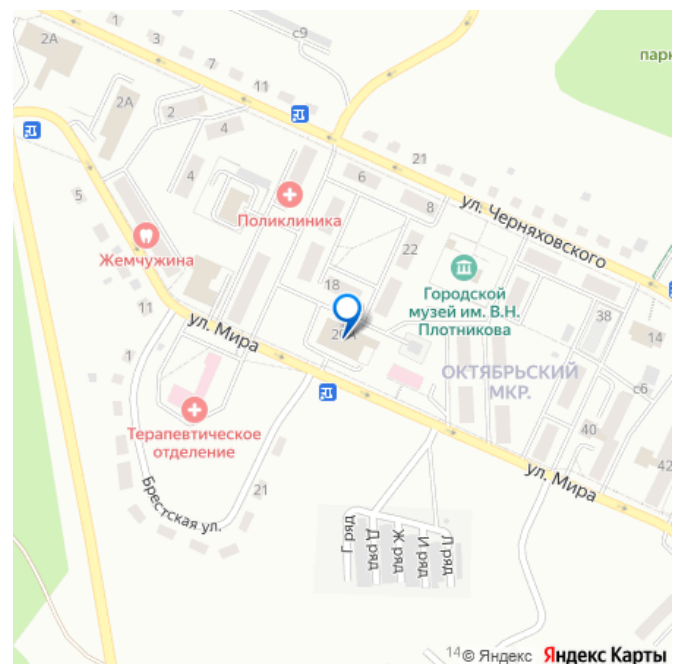 1
с9
2А
3
парк
7
11
2А
2
4
21
4
6
ул. Черняховского
8
5
Поликлиника
22
Жемчужина
18
Городской
музей им. В.Н.
Плотникова
11
38
ул. Мира
14
1
ОКТЯБРЬСКИЙ
МКР.
с6
Терапевтическое
отделение
40
42
21
ул. Мира
Брестская ул.
Г ряд
Д ряд
Ж ряд
И ряд
Л ряд
14
© Яндекс Яндекс Карты